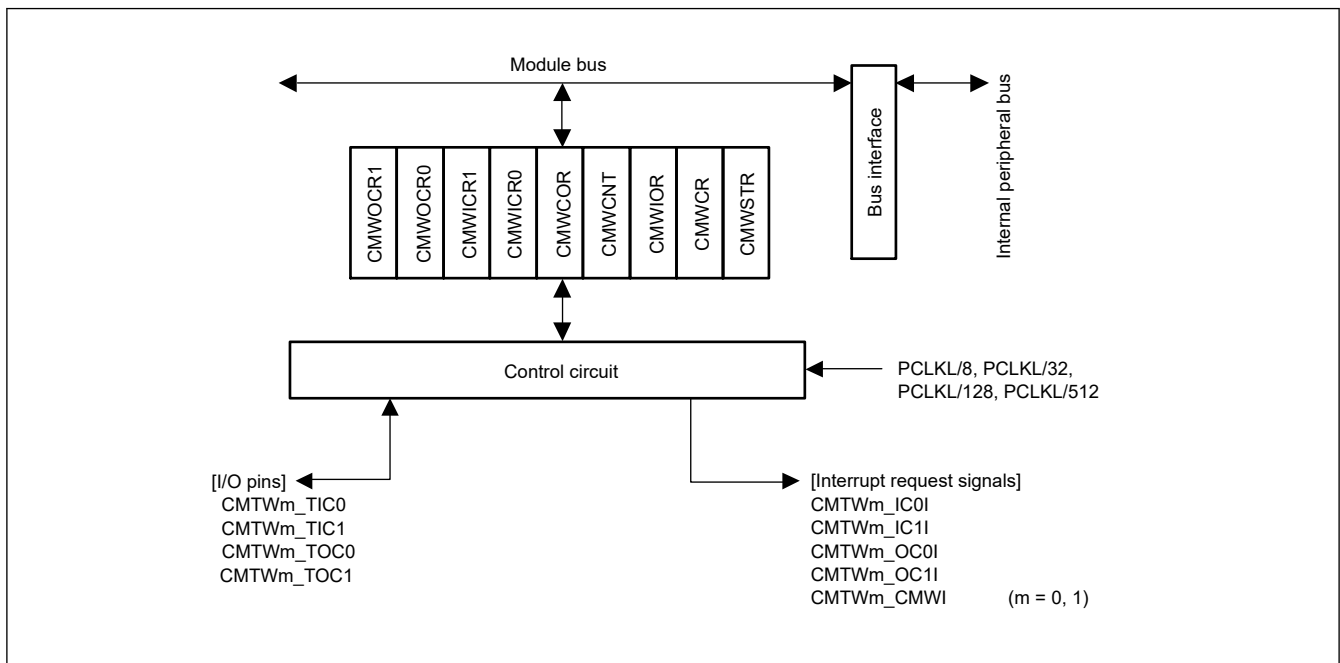 Module bus
Bus interface
Internal peripheral bus
CMWOCR1
CMWOCR0
CMWICR1
CMWICR0
CMWCOR
CMWCNT
CMWIOR
CMWCR
CMWSTR
Control circuit
PCLKL/8, PCLKL/32,
PCLKL/128, PCLKL/512
[I/O pins]
CMTWm_TIC0
CMTWm_TIC1
CMTWm_TOC0
CMTWm_TOC1
[Interrupt request signals]
CMTWm_IC0I
CMTWm_IC1I
CMTWm_OC0I
CMTWm_OC1I
CMTWm_CMWI (m = 0, 1)